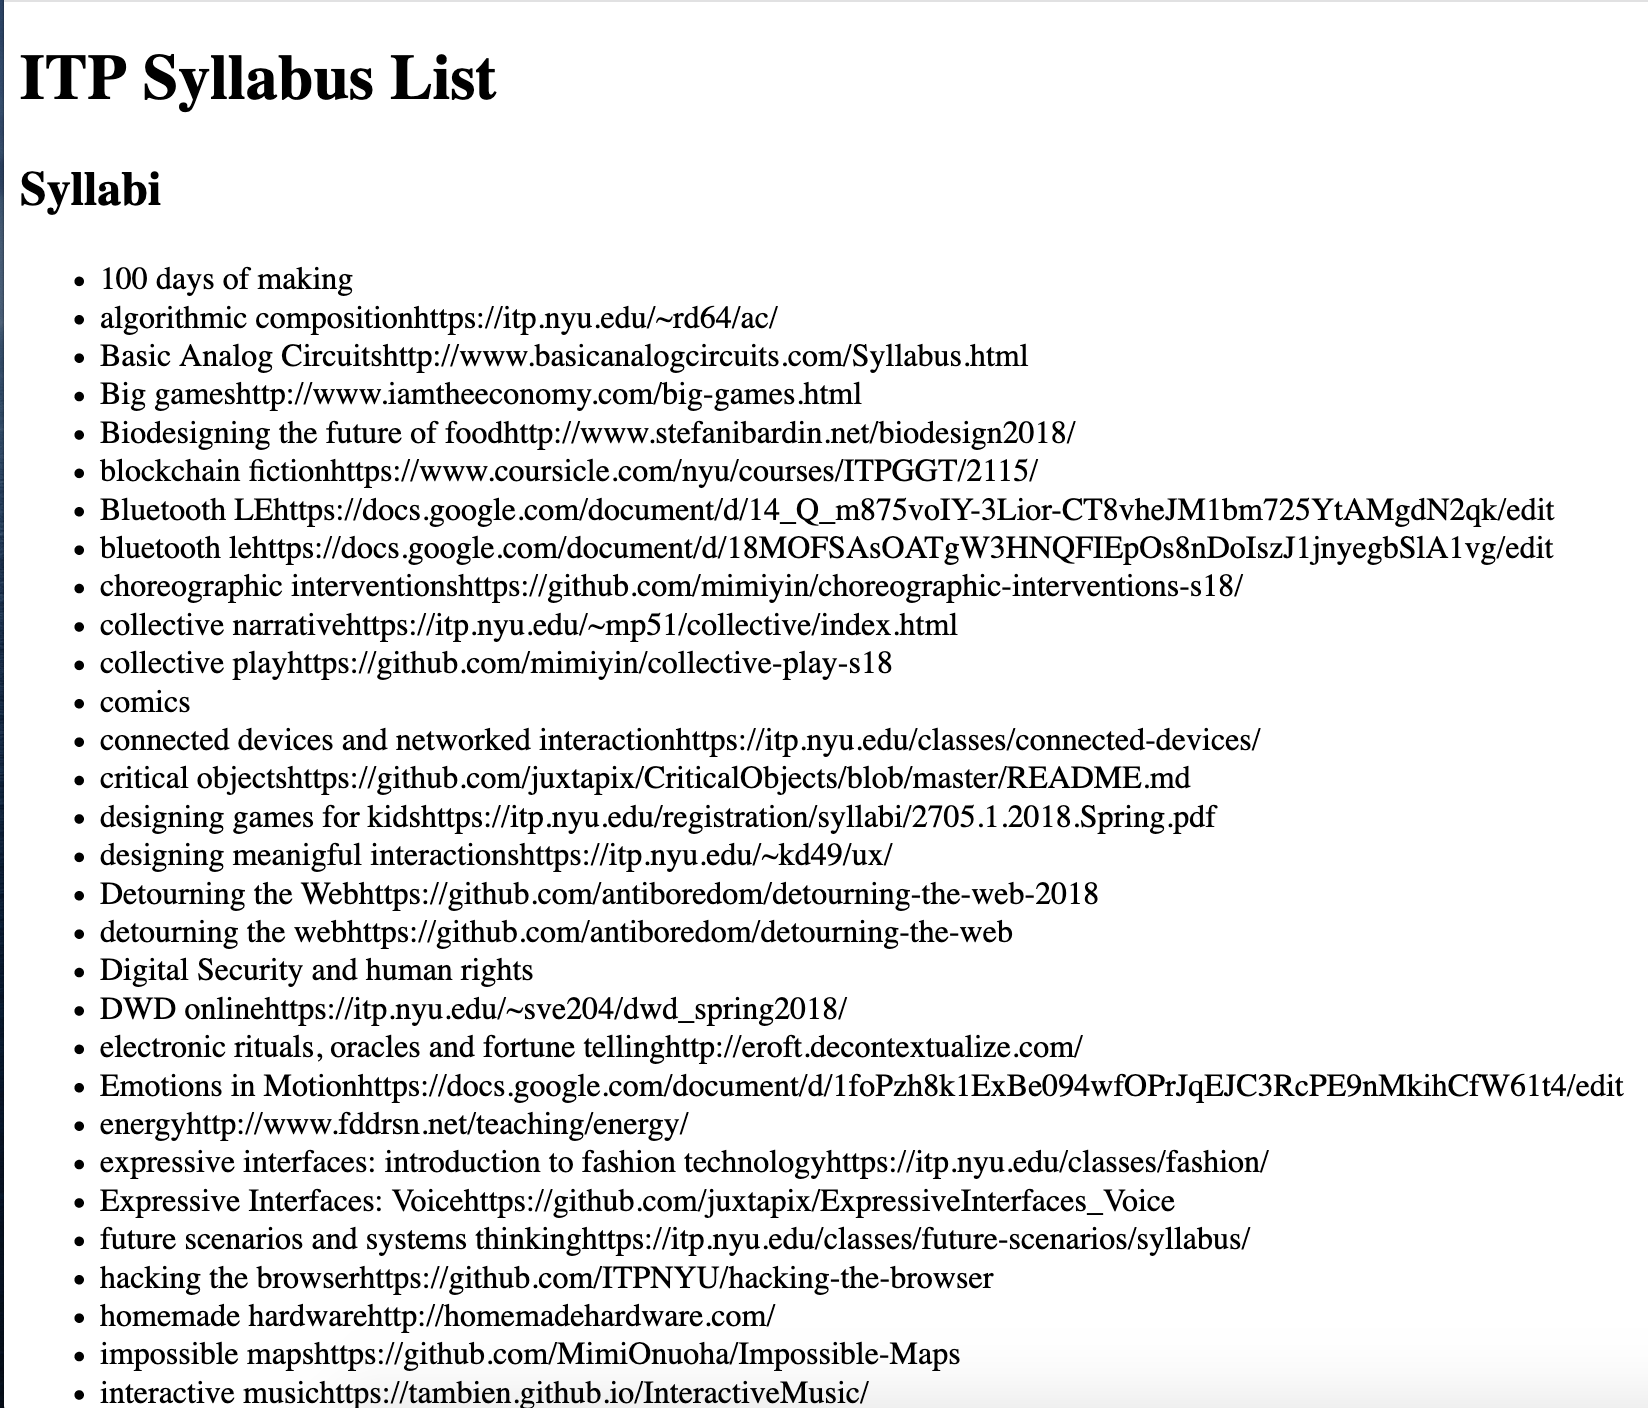 ITP Syllabus List
Syllabi
• 100 days of making
• algorithmic compositionhttps://itp.nyu.edu/~rd64/ac/
• Basic Analog Circuitshttp://www.basicanalogcircuits.com/Syllabus.html
• Big gameshttp://www.iamtheeconomy.com/big-games.html
• Biodesigning the future of foodhttp://www.stefanibardin.net/biodesign2018/
• blockchain fictionhttps://www.coursicle.com/nyu/courses/ITPGGT/2115/
• Bluetooth LEhttps://docs.google.com/document/d/14_Q_m875voIY-3Lior-CT8vheJM1bm725YtAMgdN2qk/edit
• bluetooth lehttps://docs.google.com/document/d/18MOFSAsOATgW3HNQFIEpOs8nDoIszJ1jnyegbSlA1vg/edit
• choreographic interventionshttps://github.com/mimiyin/choreographic-interventions-s18/
• collective narrativehttps://itp.nyu.edu/~mp51/collective/index.html
• collective playhttps://github.com/mimiyin/collective-play-s18
• comics
• connected devices and networked interactionhttps://itp.nyu.edu/classes/connected-devices/
• critical objectshttps://github.com/juxtapix/CriticalObjects/blob/master/README.md
• designing games for kidshttps://itp.nyu.edu/registration/syllabi/2705.1.2018.Spring.pdf
• designing meanigful interactionshttps://itp.nyu.edu/~kd49/ux/
• Detourning the Webhttps://github.com/antiboredom/detourning-the-web-2018
• detourning the webhttps://github.com/antiboredom/detourning-the-web
• Digital Security and human rights
• DWD onlinehttps://itp.nyu.edu/~sve204/dwd_spring2018/
• electronic rituals, oracles and fortune tellinghttp://eroft.decontextualize.com/
• Emotions in Motionhttps://docs.google.com/document/d/1foPzh8k1ExBe094wfOPrJqEJC3RcPE9nMkihCfW61t4/edit
• energyhttp://www.fddrsn.net/teaching/energy/
• expressive interfaces: introduction to fashion technologyhttps://itp.nyu.edu/classes/fashion/
• Expressive Interfaces: Voicehttps://github.com/juxtapix/ExpressiveInterfaces_Voice
• future scenarios and systems thinkinghttps://itp.nyu.edu/classes/future-scenarios/syllabus/
• hacking the browserhttps://github.com/ITPNYU/hacking-the-browser
• homemade hardwarehttp://homemadehardware.com/
• impossible mapshttps://github.com/MimiOnuoha/Impossible-Maps
• interactive musichttps://tambien.github.io/InteractiveMusic/